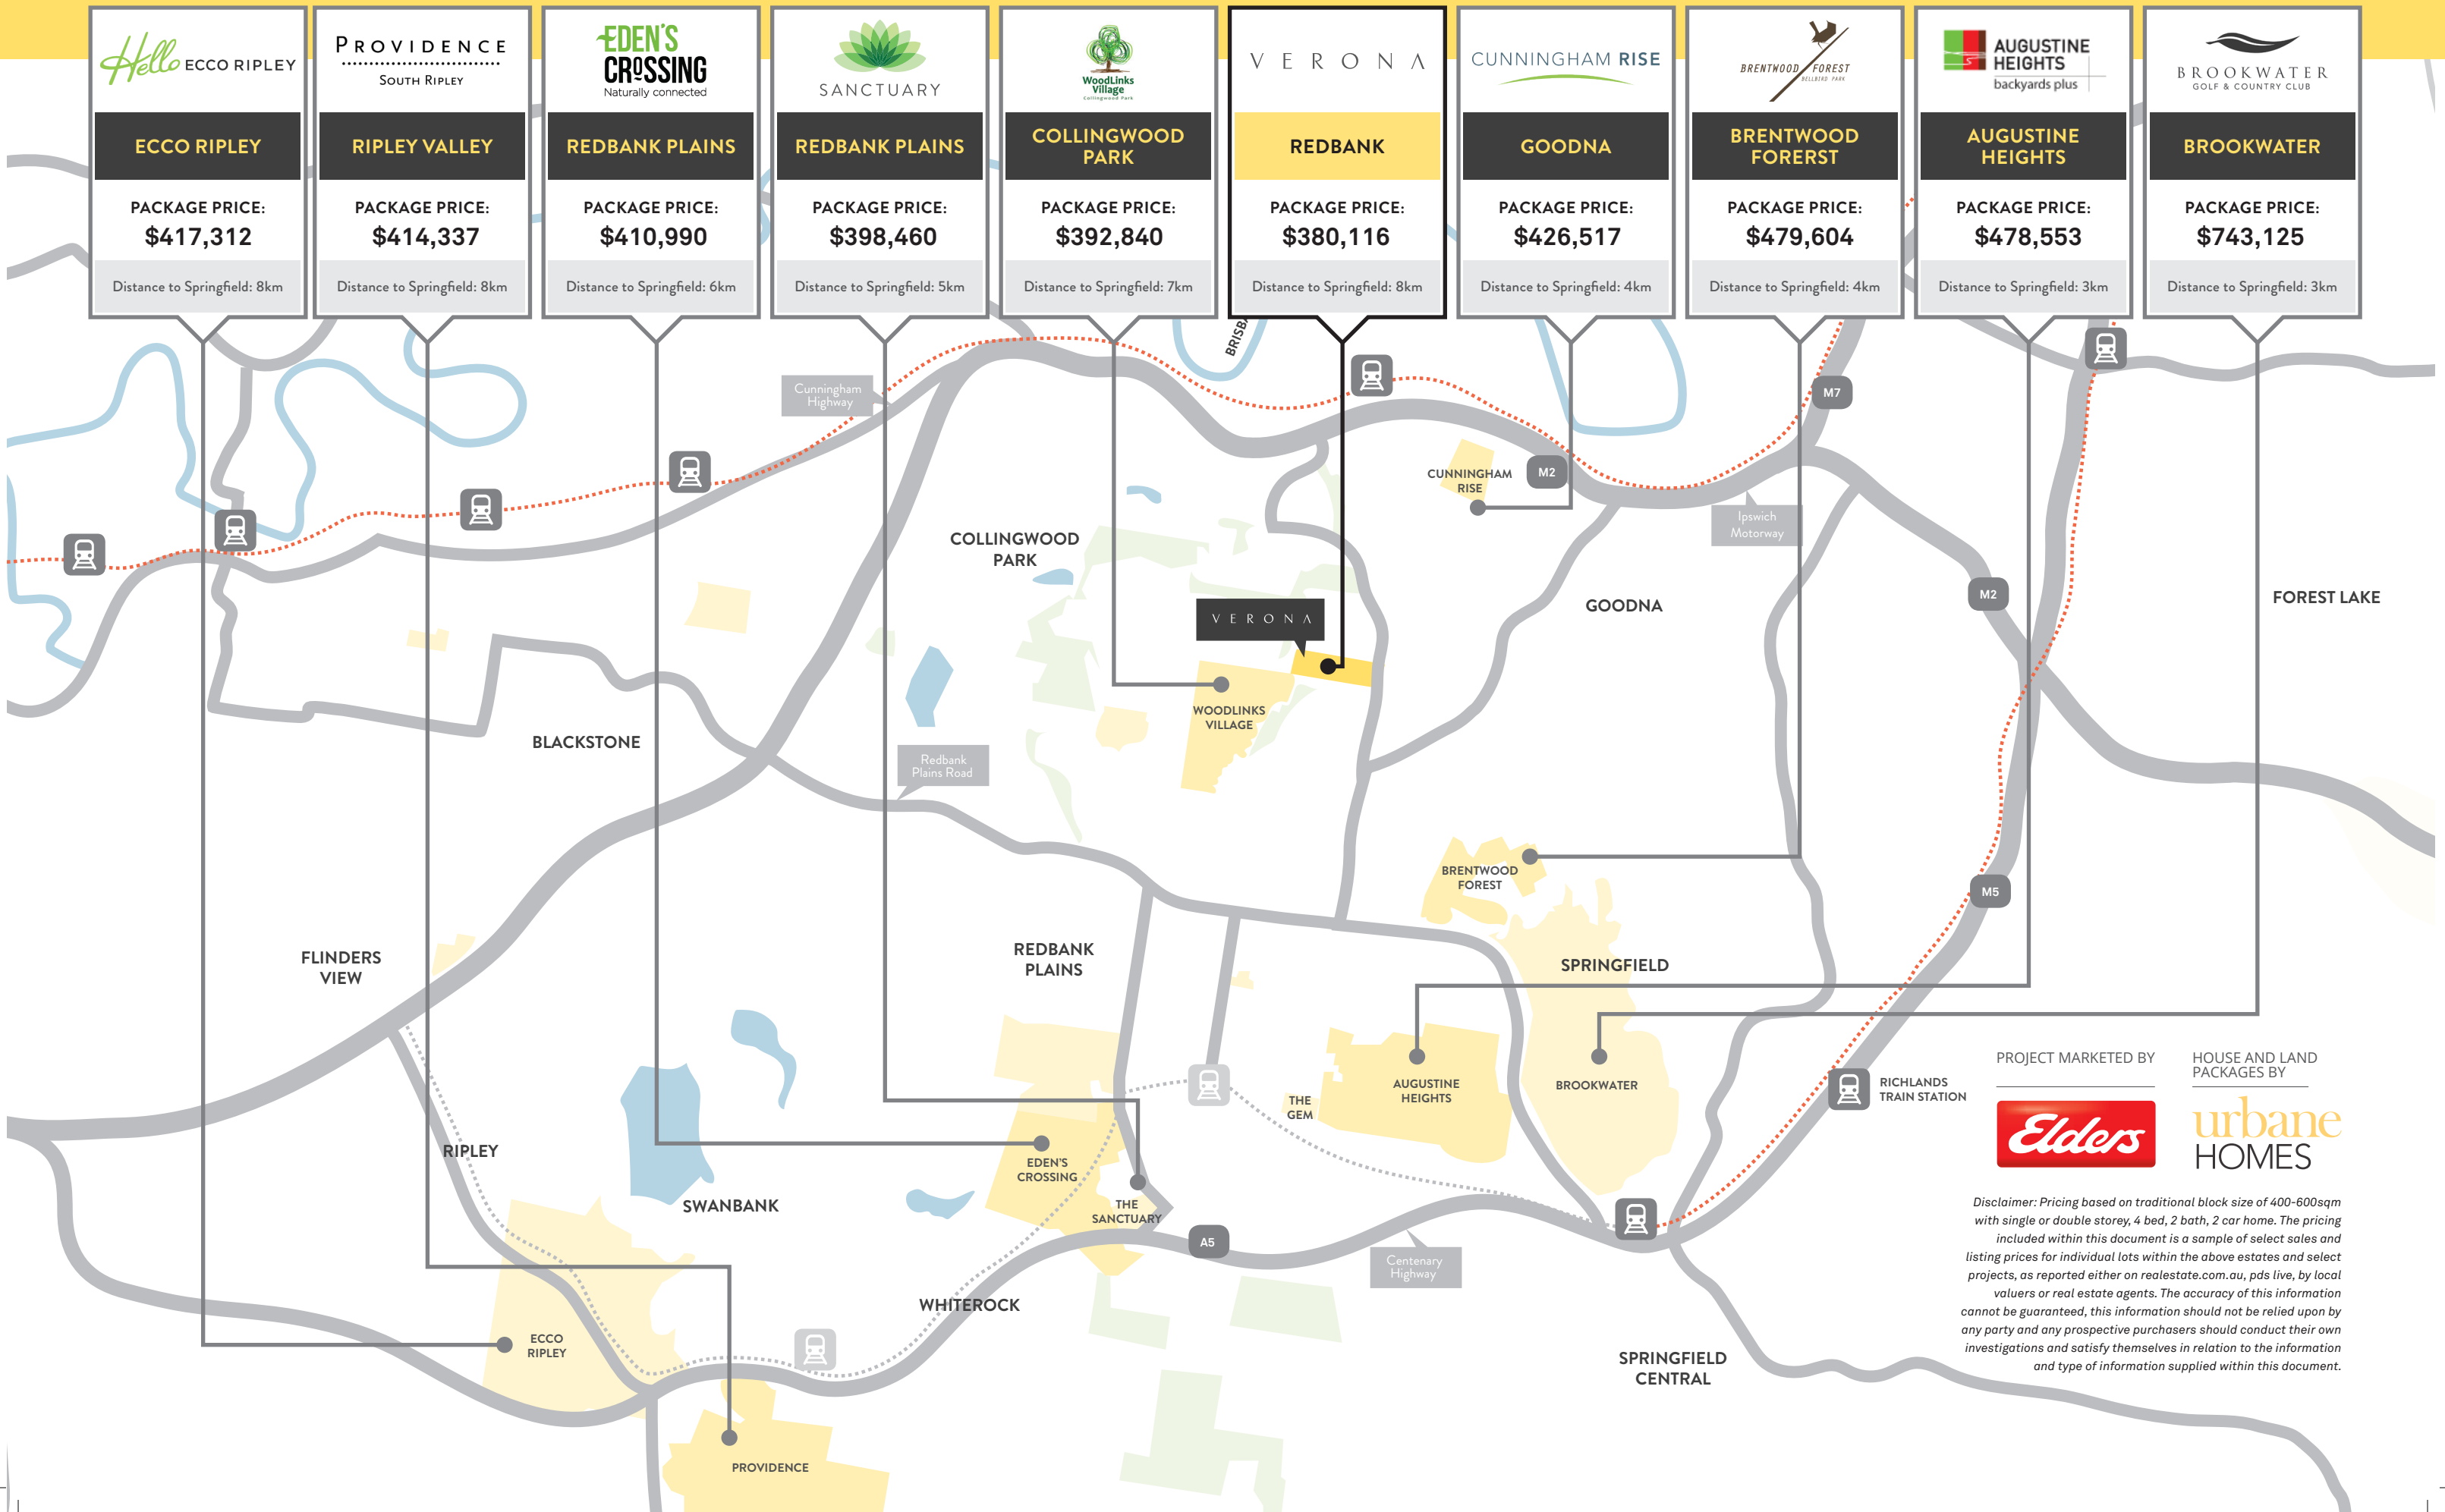 Hello ECCO RIPLEY
ECCO RIPLEY
PACKAGE PRICE:
$417,312
Distance to Springfield: 8km
PROVIDENCE
SOUTH RIPLEY
RIPLEY VALLEY
PACKAGE PRICE:
$414,337
Distance to Springfield: 8km
EDEN'S
CROSSING
Naturally connected
REDBANK PLAINS
PACKAGE PRICE:
$410,990
Distance to Springfield: 6km
SANCTUARY
REDBANK PLAINS
PACKAGE PRICE:
$398,460
Distance to Springfield: 5km
WoodLinks
Village
Collingwood Park
COLLINGWOOD
PARK
PACKAGE PRICE:
$392,840
Distance to Springfield: 7km
VERONA
REDBANK
PACKAGE PRICE:
$380,116
Distance to Springfield: 8km
CUNNINGHAM RISE
GOODNA
PACKAGE PRICE:
$426,517
Distance to Springfield: 4km
BRENTWOOD FOREST
BELLBIRD PARK
BRENTWOOD
FORERST
PACKAGE PRICE:
$479,604
Distance to Springfield: 4km
AUGUSTINE
HEIGHTS
backyards plus
AUGUSTINE
HEIGHTS
PACKAGE PRICE:
$478,553
Distance to Springfield: 3km
BROOKWATER
GOLF & COUNTRY CLUB
BROOKWATER
PACKAGE PRICE:
$743,125
Distance to Springfield: 3km
Cunningham
Highway
M7
CUNNINGHAM
RISE
M2
Ipswich
Motorway
COLLINGWOOD
PARK
GOODNA
M2
FOREST LAKE
VERONA
WOODLINKS
VILLAGE
BLACKSTONE
Redbank
Plains Road
BRENTWOOD
FOREST
M5
FLINDERS
VIEW
REDBANK
PLAINS
SPRINGFIELD
AUGUSTINE
HEIGHTS
BROOKWATER
THE
GEM
RICHLANDS
TRAIN STATION
RIPLEY
EDEN'S
CROSSING
SWANBANK
THE
SANCTUARY
A5
Centenary
Highway
WHITEROCK
ECCO
RIPLEY
SPRINGFIELD
CENTRAL
PROVIDENCE
PROJECT MARKETED BY
Elders
HOUSE AND LAND
PACKAGES BY
urbane
HOMES
Disclaimer: Pricing based on traditional block size of 400-600sqm
with single or double storey, 4 bed, 2 bath, 2 car home. The pricing
included within this document is a sample of select sales and
listing prices for individual lots within the above estates and select
projects, as reported either on realestate.com.au, pds live, by local
valuers or real estate agents. The accuracy of this information
cannot be guaranteed, this information should not be relied upon by
any party and any prospective purchasers should conduct their own
investigations and satisfy themselves in relation to the information
and type of information supplied within this document.